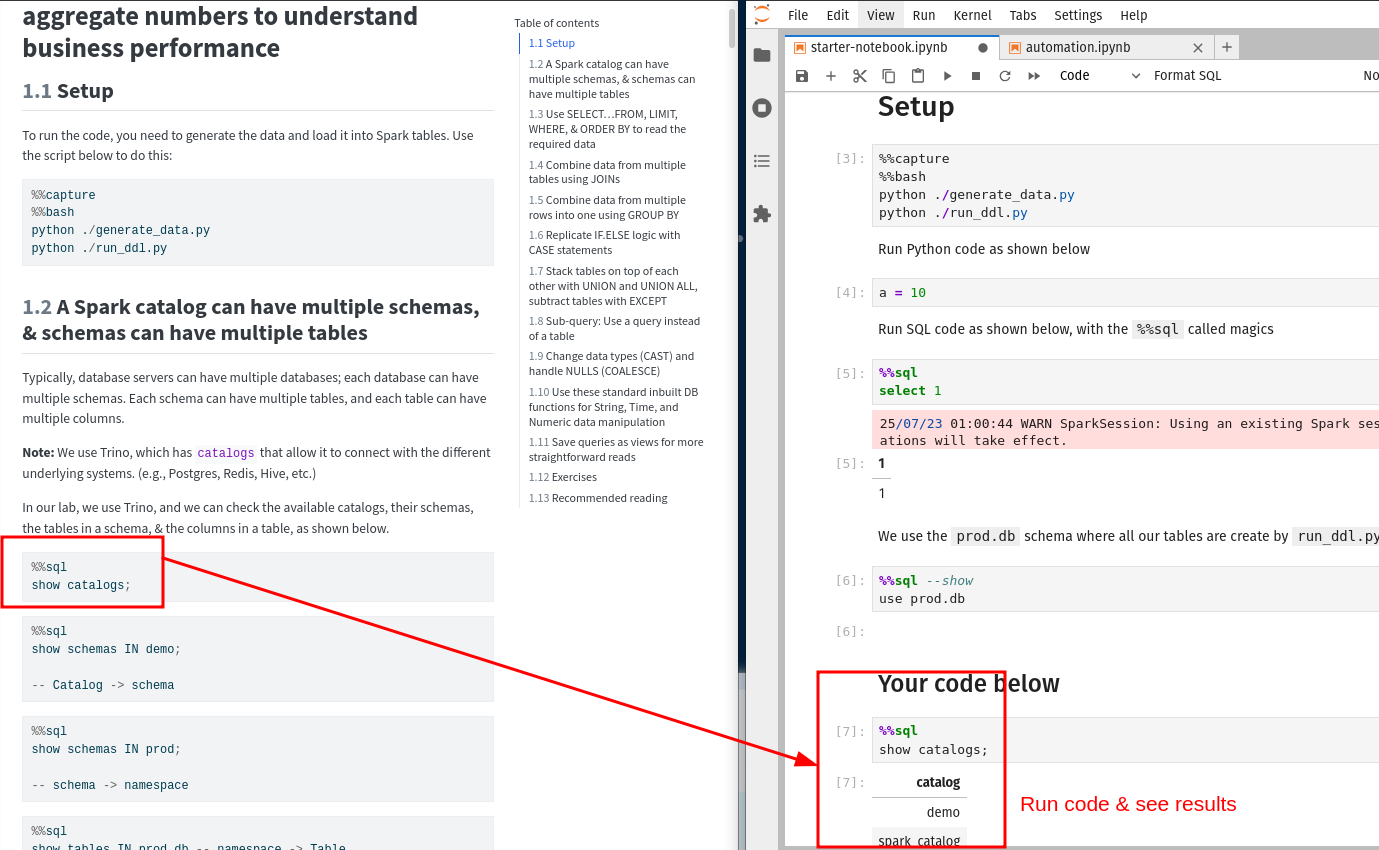 aggregate numbers to understand
business performance
1.1 Setup
To run the code, you need to generate the data and load it into Spark tables. Use
the script below to do this:
%%capture
%%bash
python ./generate_data.py
python ./run_ddl.py
1.2 A Spark catalog can have multiple schemas,
& schemas can have multiple tables
Typically, database servers can have multiple databases; each database can have
multiple schemas. Each schema can have multiple tables, and each table can have
multiple columns.
Note: We use Trino, which has catalogs that allow it to connect with the different
underlying systems. (e.g., Postgres, Redis, Hive, etc.)
In our lab, we use Trino, and we can check the available catalogs, their schemas,
the tables in a schema, & the columns in a table, as shown below.
%%sql
show catalogs;
%%sql
show schemas IN demo;
-- Catalog -> schema
%%sql
show schemas IN prod;
-- schema -> namespace
%%sql
show tables IN prod.db -- namespace -> Table
Table of contents
1.1 Setup
1.2 A Spark catalog can have
multiple schemas, & schemas can
have multiple tables
1.3 Use SELECT…FROM, LIMIT,
WHERE, & ORDER BY to read the
required data
1.4 Combine data from multiple
tables using JOINs
1.5 Combine data from multiple
rows into one using GROUP BY
1.6 Replicate IF.ELSE logic with
CASE statements
1.7 Stack tables on top of each
other with UNION and UNION ALL,
subtract tables with EXCEPT
1.8 Sub-query: Use a query instead
of a table
1.9 Change data types (CAST) and
handle NULLS (COALESCE)
1.10 Use these standard inbuilt DB
functions for String, Time, and
Numeric data manipulation
1.11 Save queries as views for more
straightforward reads
1.12 Exercises
1.13 Recommended reading
File Edit View Run Kernel Tabs Settings Help
starter-notebook.ipynb automation.ipynb
Code Format SQL No
Setup
[3]: %%capture
%%bash
python ./generate_data.py
python ./run_ddl.py
Run Python code as shown below
[4]: a = 10
Run SQL code as shown below, with the %%sql called magics
[5]: %%sql
select 1
25/07/23 01:00:44 WARN SparkSession: Using an existing Spark ses
ations will take effect.
[5]: 1
1
We use the prod.db schema where all our tables are create by run_ddl.py
[6]: %%sql --show
use prod.db
[6]:
Your code below
[7]: %%sql
show catalogs;
[7]: catalog
demo
spark_catalog
Run code & see results